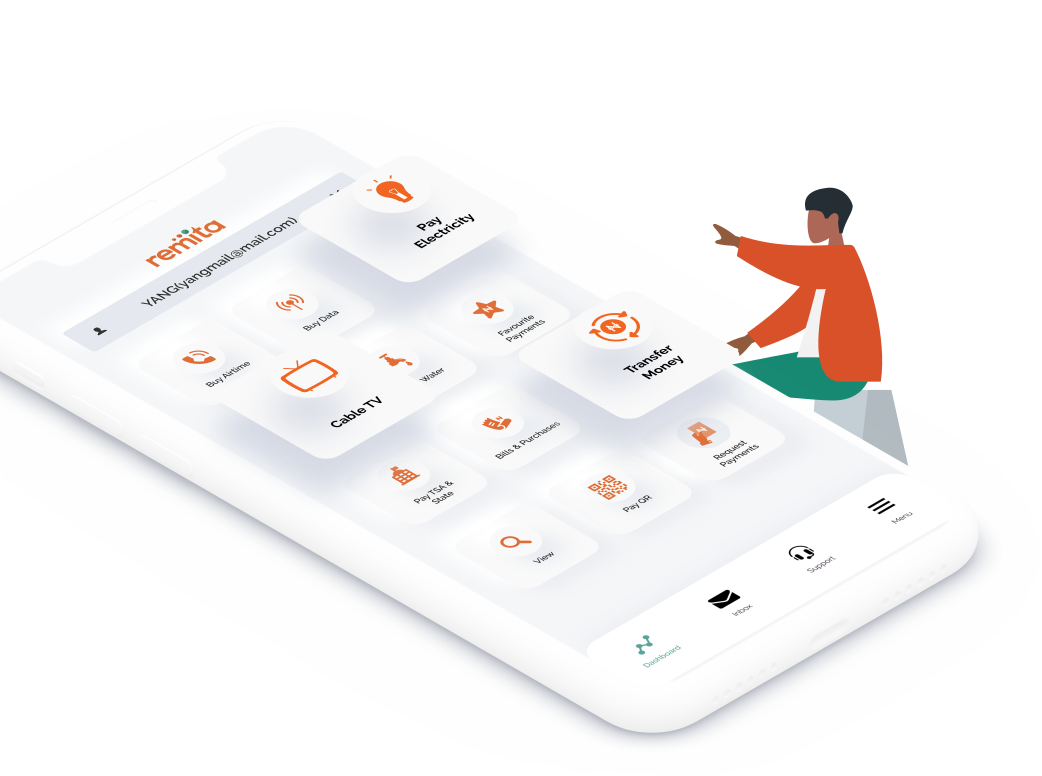 remita
YANG(yangmail@mail.com)
Pay
Electricity
Buy Data
Favourite
Payments
Buy Airtime
Water
Transfer
Money
Cable TV
Bills & Purchases
Request
Payments
Pay TSA &
State
Pay QR
View
Dashboard
Inbox
Support
Menu